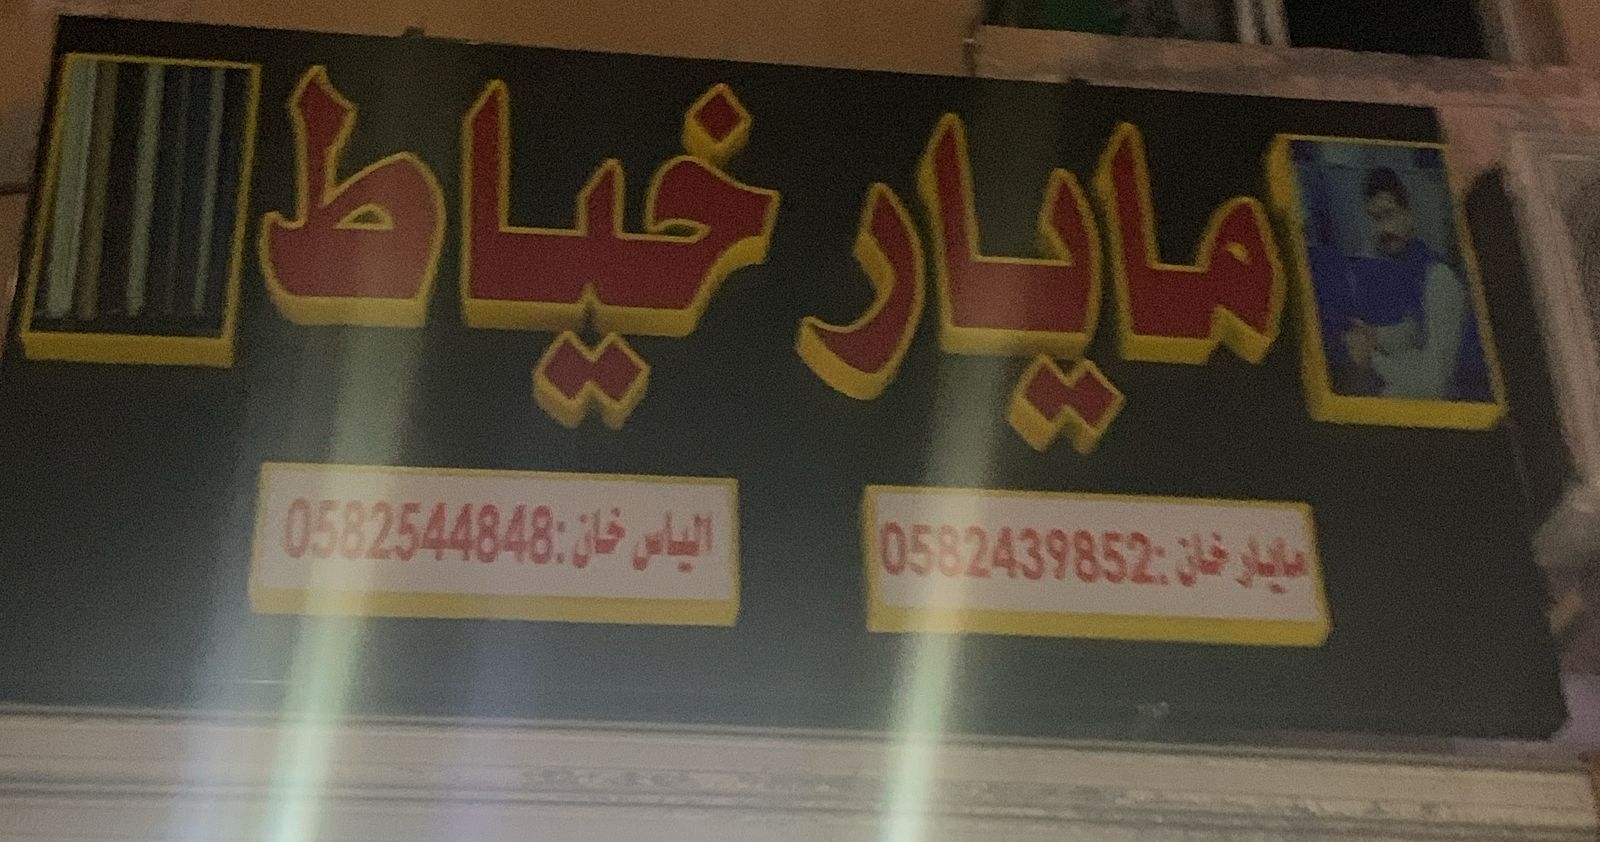 مايار خياط
مايار خان: 0582439852
الياس خان: 0582544848